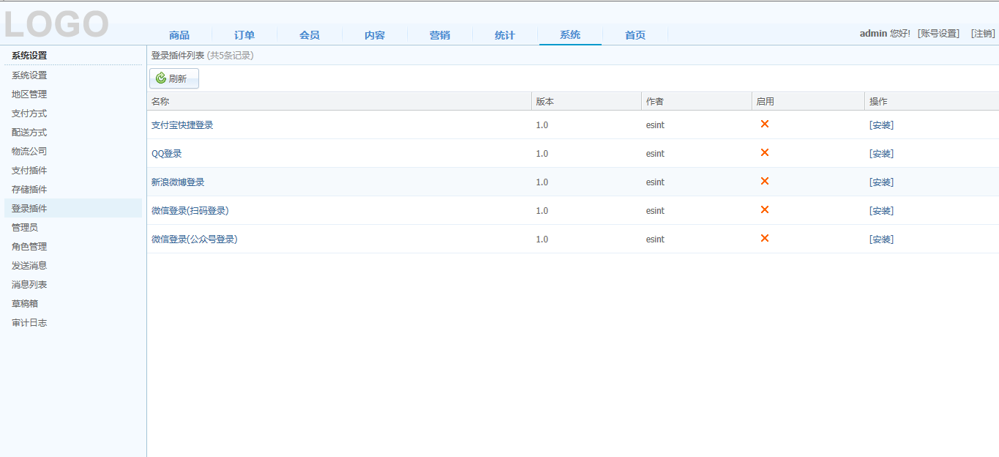 LOGO
商品 订单 会员 内容 营销 统计 系统 首页
admin 您好! [账号设置] [注销]
系统设置
系统设置
地区管理
支付方式
配送方式
物流公司
支付插件
存储插件
登录插件
管理员
角色管理
发送消息
消息列表
草稿箱
审计日志
登录插件列表 (共5条记录)
刷新
名称 版本 作者 启用 操作
支付宝快捷登录 1.0 esint [安装]
QQ登录 1.0 esint [安装]
新浪微博登录 1.0 esint [安装]
微信登录(扫码登录) 1.0 esint [安装]
微信登录(公众号登录) 1.0 esint [安装]